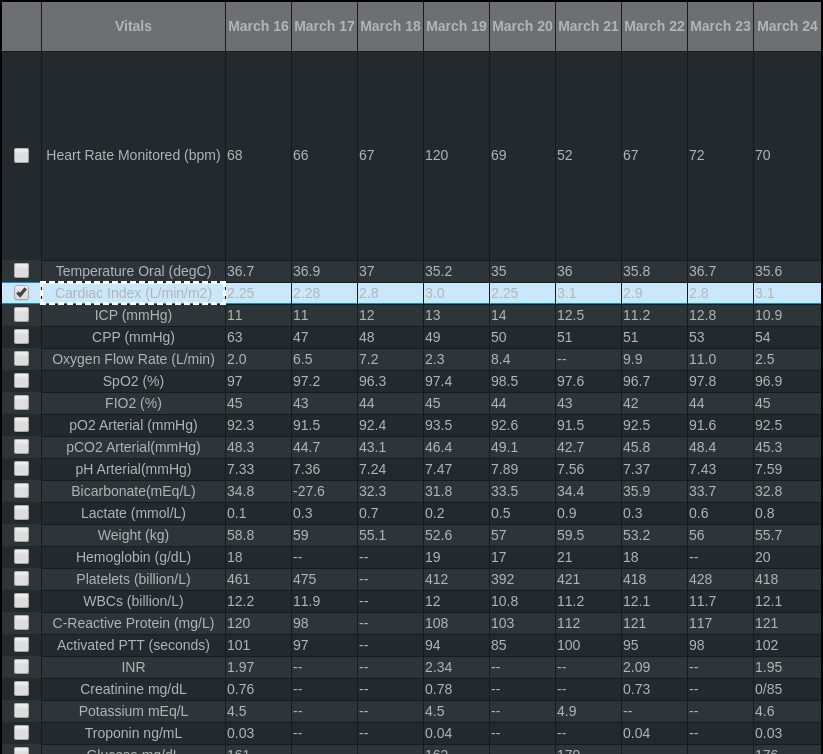 Vitals March 16 March 17 March 18 March 19 March 20 March 21 March 22 March 23 March 24
Heart Rate Monitored (bpm) 68 66 67 120 69 52 67 72 70
Temperature Oral (degC) 36.7 36.9 37 35.2 35 36 35.8 36.7 35.6
Cardiac Index (L/min/m2) 2.25 2.28 2.8 3.0 2.25 3.1 2.9 2.8 3.1
ICP (mmHg) 11 11 12 13 14 12.5 11.2 12.8 10.9
CPP (mmHg) 63 47 48 49 50 51 51 53 54
Oxygen Flow Rate (L/min) 2.0 6.5 7.2 2.3 8.4 -- 9.9 11.0 2.5
SpO2 (%) 97 97.2 96.3 97.4 98.5 97.6 96.7 97.8 96.9
FIO2 (%) 45 43 44 45 44 43 42 44 45
pO2 Arterial (mmHg) 92.3 91.5 92.4 93.5 92.6 91.5 92.5 91.6 92.5
pCO2 Arterial(mmHg) 48.3 44.7 43.1 46.4 49.1 42.7 45.8 48.4 45.3
pH Arterial(mmHg) 7.33 7.36 7.24 7.47 7.89 7.56 7.37 7.43 7.59
Bicarbonate(mEq/L) 34.8 -27.6 32.3 31.8 33.5 34.4 35.9 33.7 32.8
Lactate (mmol/L) 0.1 0.3 0.7 0.2 0.5 0.9 0.3 0.6 0.8
Weight (kg) 58.8 59 55.1 52.6 57 59.5 53.2 56 55.7
Hemoglobin (g/dL) 18 -- -- 19 17 21 18 -- 20
Platelets (billion/L) 461 475 -- 412 392 421 418 428 418
WBCs (billion/L) 12.2 11.9 -- 12 10.8 11.2 12.1 11.7 12.1
C-Reactive Protein (mg/L) 120 98 -- 108 103 112 121 117 121
Activated PTT (seconds) 101 97 -- 94 85 100 95 98 102
INR 1.97 -- -- 2.34 -- -- 2.09 -- 1.95
Creatinine mg/dL 0.76 -- -- 0.78 -- -- 0.73 -- 0/85
Potassium mEq/L 4.5 -- -- 4.5 -- 4.9 -- -- 4.6
Troponin ng/mL 0.03 -- -- 0.04 -- -- 0.04 -- 0.03
Glucose mg/dL